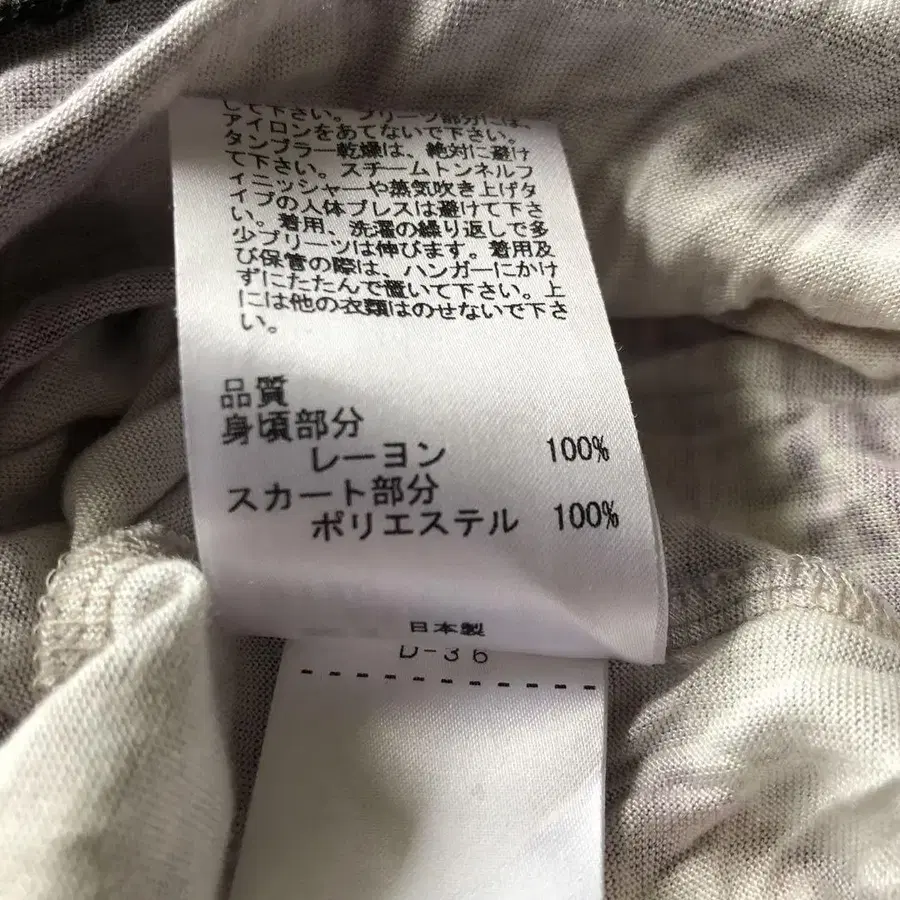 して下さい。プリーツ部分には、
アイロンをあてないで下さい。
タンブラー乾燥は、絶対に避け
て下さい。スチームトンネルフ
ィニッシャーや蒸気吹き上げタ
イプの人体プレスは避けて下さ
い。着用、洗濯の繰り返しで多
少プリーツは伸びます。着用及
び保管の際は、ハンガーにかけ
ずにたたんで置いて下さい。上
には他の衣類はのせないで下さ
い。
品質
身頃部分
レーヨン 100%
スカート部分
ポリエステル 100%
日本製
D-36